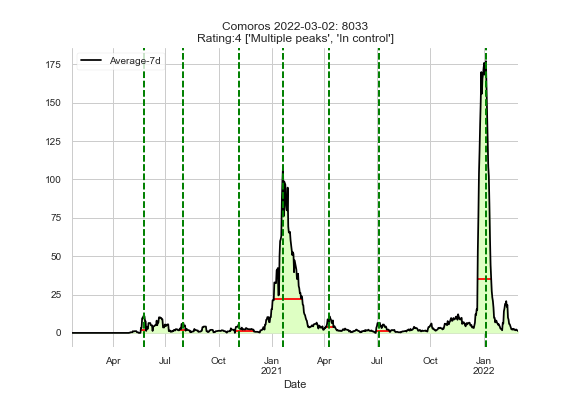 Comoros 2022-03-02: 8033
Rating:4 ['Multiple peaks', 'In control']
Average-7d
175
150
125
100
75
50
25
0
Apr Jul Oct Jan Apr Jul Oct Jan
2021 2022
Date